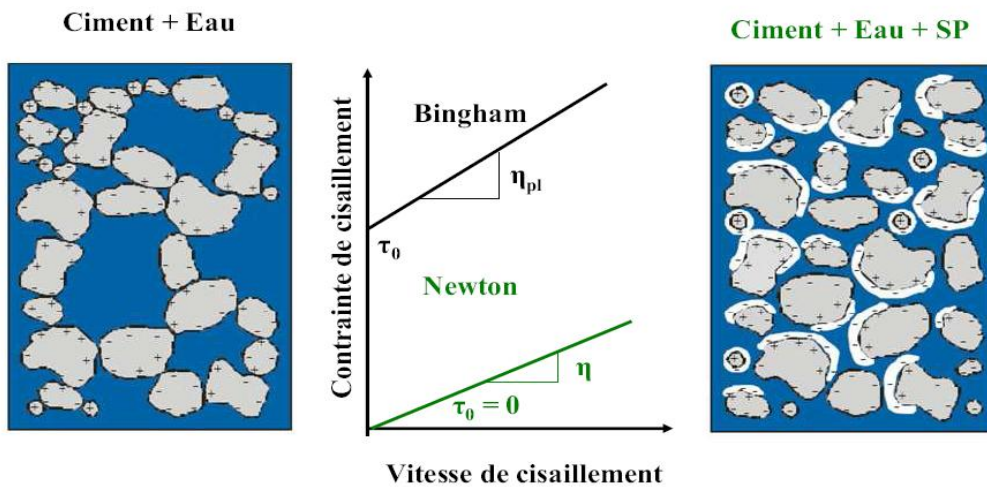 Ciment + Eau
Ciment + Eau + SP
Contrainte de cisaillement
Bingham
ηpl
τ0
Newton
η
τ0 = 0
Vitesse de cisaillement